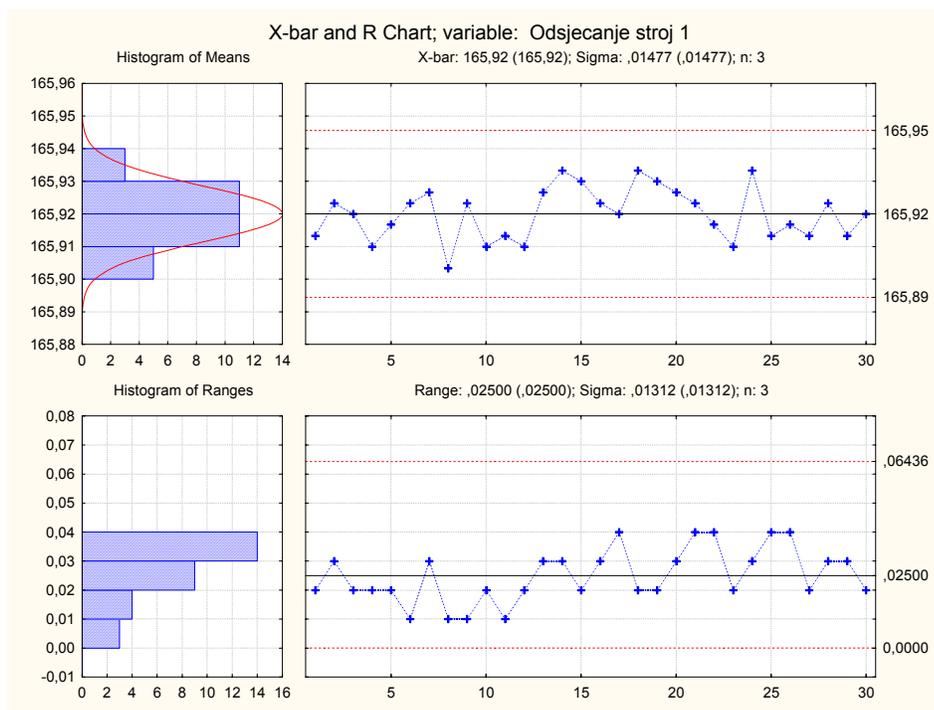 X-bar and R Chart; variable:  Odsjecanje stroj 1
Histogram of Means
X-bar: 165,92 (165,92); Sigma: ,01477 (,01477); n: 3
165,96
165,95
165,94
165,93
165,92
165,91
165,90
165,89
165,88
0 2 4 6 8 10 12 14
5 10 15 20 25 30
165,95
165,92
165,89
Histogram of Ranges
Range: ,02500 (,02500); Sigma: ,01312 (,01312); n: 3
0,08
0,07
0,06
0,05
0,04
0,03
0,02
0,01
0,00
-0,01
0 2 4 6 8 10 12 14 16
5 10 15 20 25 30
,06436
,02500
0,0000